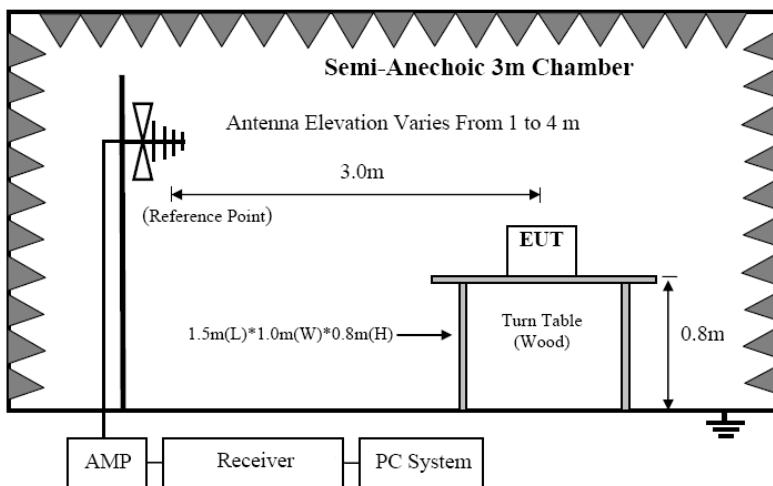 Semi-Anechoic 3m Chamber
Antenna Elevation Varies From 1 to 4 m
3.0m
(Reference Point)
EUT
1.5m(L)*1.0m(W)*0.8m(H)
Turn Table
(Wood)
0.8m
AMP
Receiver
PC System